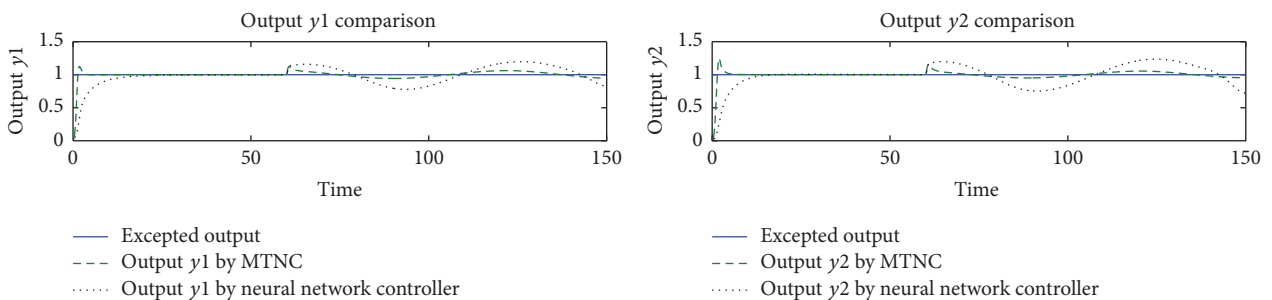 Output y1 comparison
1.5
1
0.5
0
Output y1
0
50
100
150
Time
Excepted output
Output y1 by MTNC
Output y1 by neural network controller
Output y2 comparison
1.5
1
0.5
0
Output y2
0
50
100
150
Time
Excepted output
Output y2 by MTNC
Output y2 by neural network controller